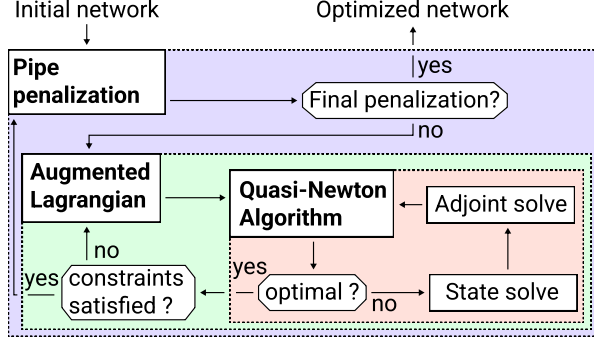 Initial network
Optimized network
Pipe
penalization
yes
Final penalization?
no
Augmented
Lagrangian
Quasi-Newton
Algorithm
Adjoint solve
no
yes
constraints
satisfied ?
yes
optimal ?
no
State solve